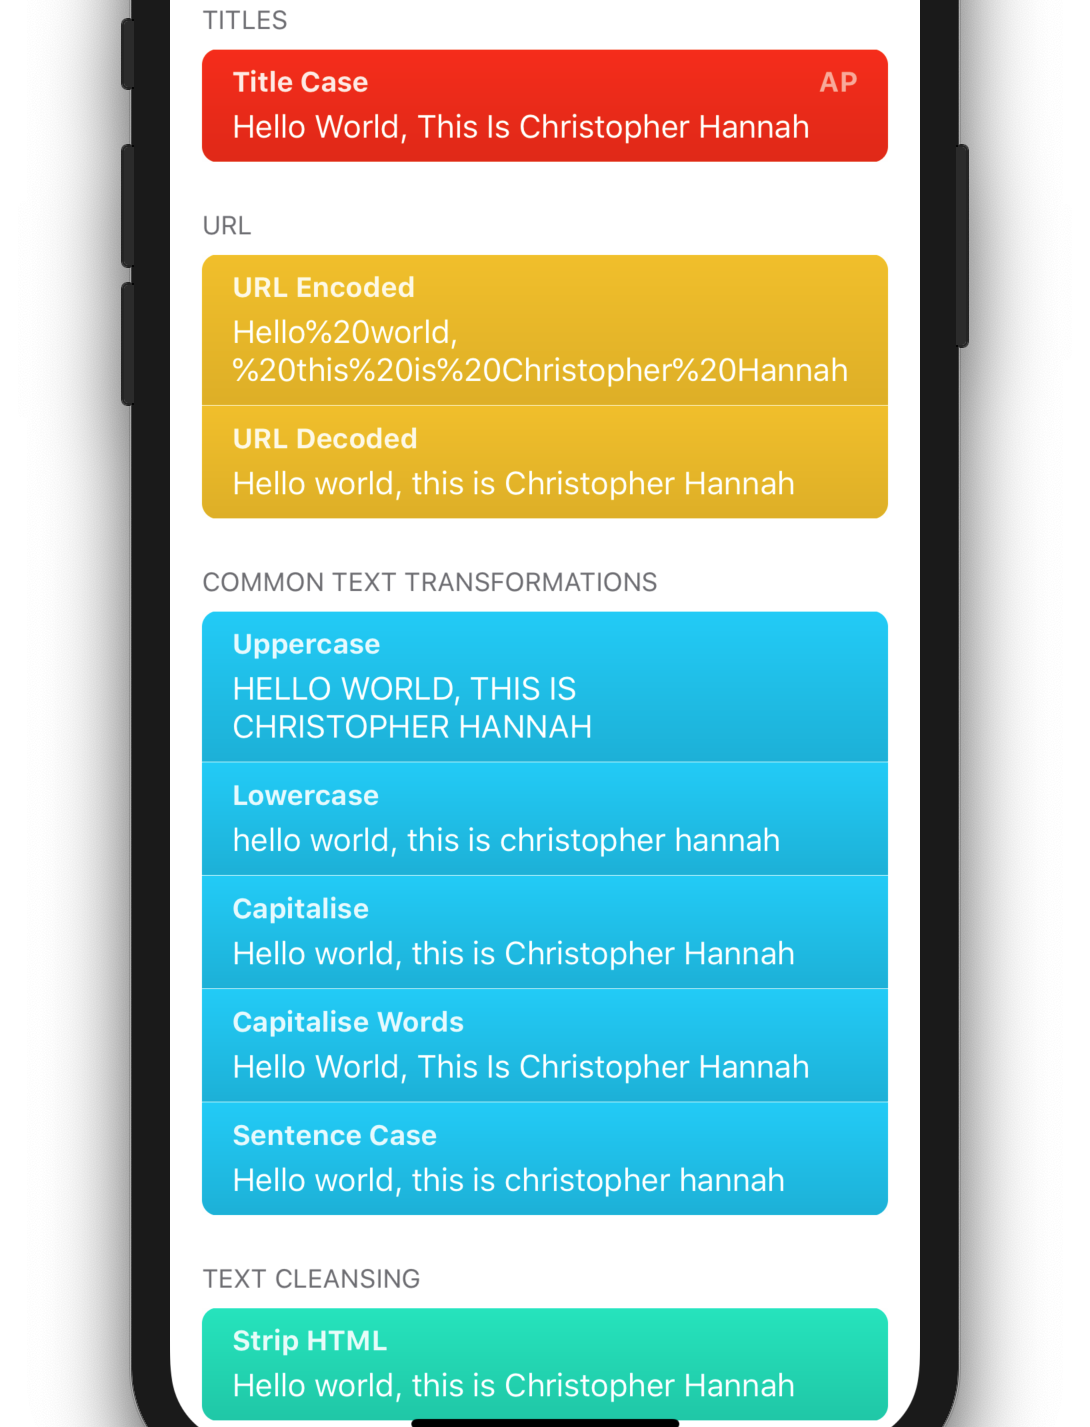 TITLES
Title Case AP
Hello World, This Is Christopher Hannah
URL
URL Encoded
Hello%20world,
%20this%20is%20Christopher%20Hannah
URL Decoded
Hello world, this is Christopher Hannah
COMMON TEXT TRANSFORMATIONS
Uppercase
HELLO WORLD, THIS IS
CHRISTOPHER HANNAH
Lowercase
hello world, this is christopher hannah
Capitalise
Hello world, this is Christopher Hannah
Capitalise Words
Hello World, This Is Christopher Hannah
Sentence Case
Hello world, this is christopher hannah
TEXT CLEANSING
Strip HTML
Hello world, this is Christopher Hannah